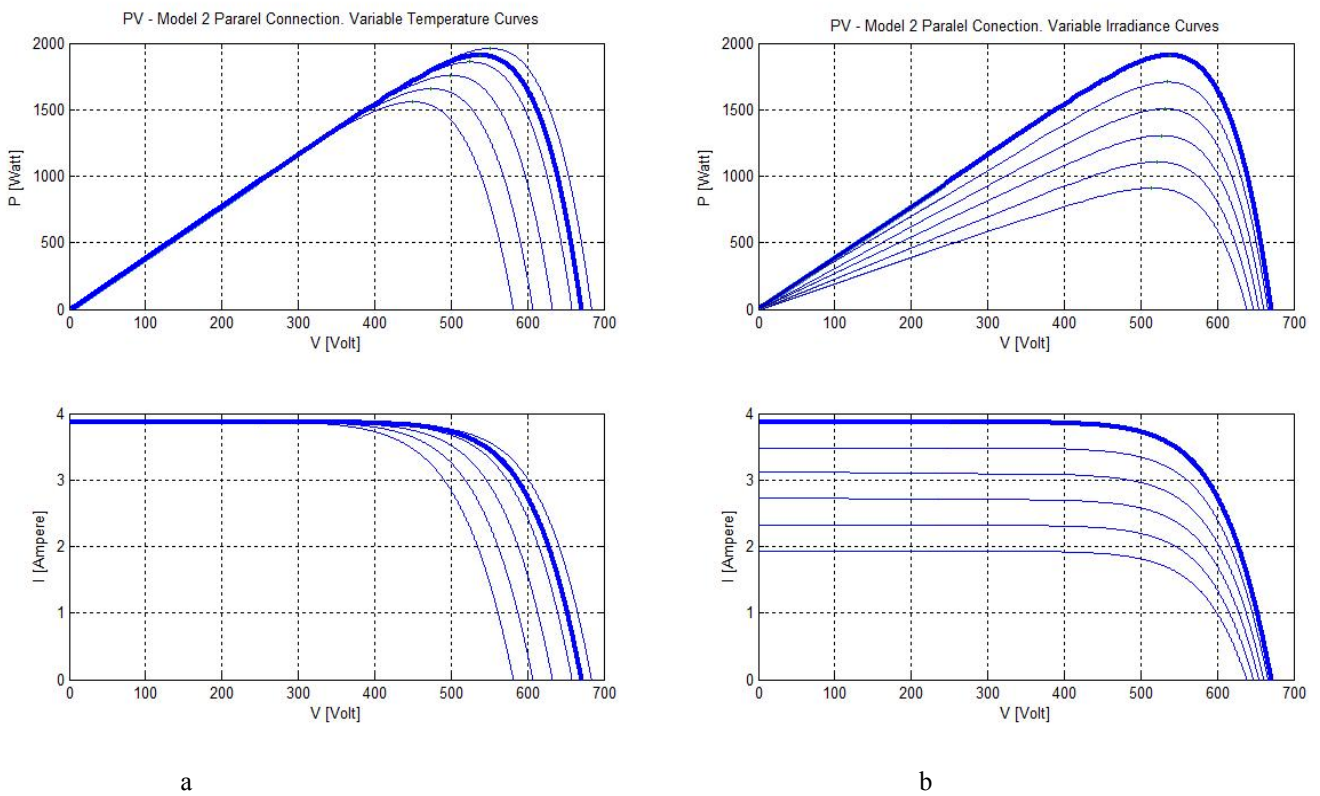 PV - Model 2 Pararel Connection. Variable Temperature Curves
2000
1500
1000
500
0
P [Watt]
0 100 200 300 400 500 600 700
V [Volt]
4
3
2
1
0
I [Ampere]
0 100 200 300 400 500 600 700
V [Volt]
a
PV - Model 2 Paralel Conection. Variable Irradiance Curves
2000
1500
1000
500
0
P [Watt]
0 100 200 300 400 500 600 700
V [Volt]
4
3
2
1
0
I [Ampere]
0 100 200 300 400 500 600 700
V [Volt]
b